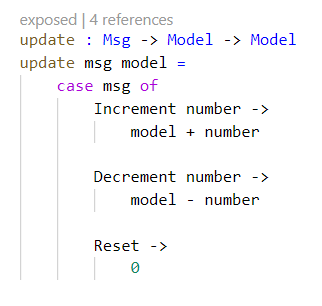 exposed | 4 references
update : Msg -> Model -> Model
update msg model =
    case msg of
        Increment number ->
            model + number

        Decrement number ->
            model - number

        Reset ->
            0